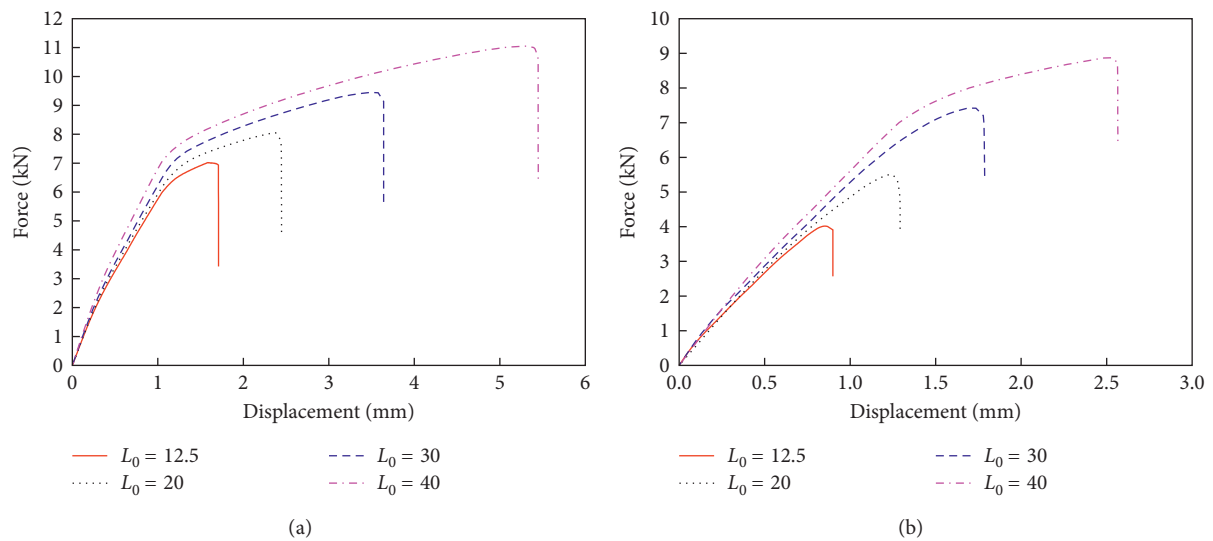 12
11
10
9
8
7
6
5
4
3
2
1
0
Force (kN)
0 1 2 3 4 5 6
Displacement (mm)
L₀ = 12.5 L₀ = 30
L₀ = 20 L₀ = 40
(a)
10
9
8
7
6
5
4
3
2
1
0
Force (kN)
0.0 0.5 1.0 1.5 2.0 2.5 3.0
Displacement (mm)
L₀ = 12.5 L₀ = 30
L₀ = 20 L₀ = 40
(b)